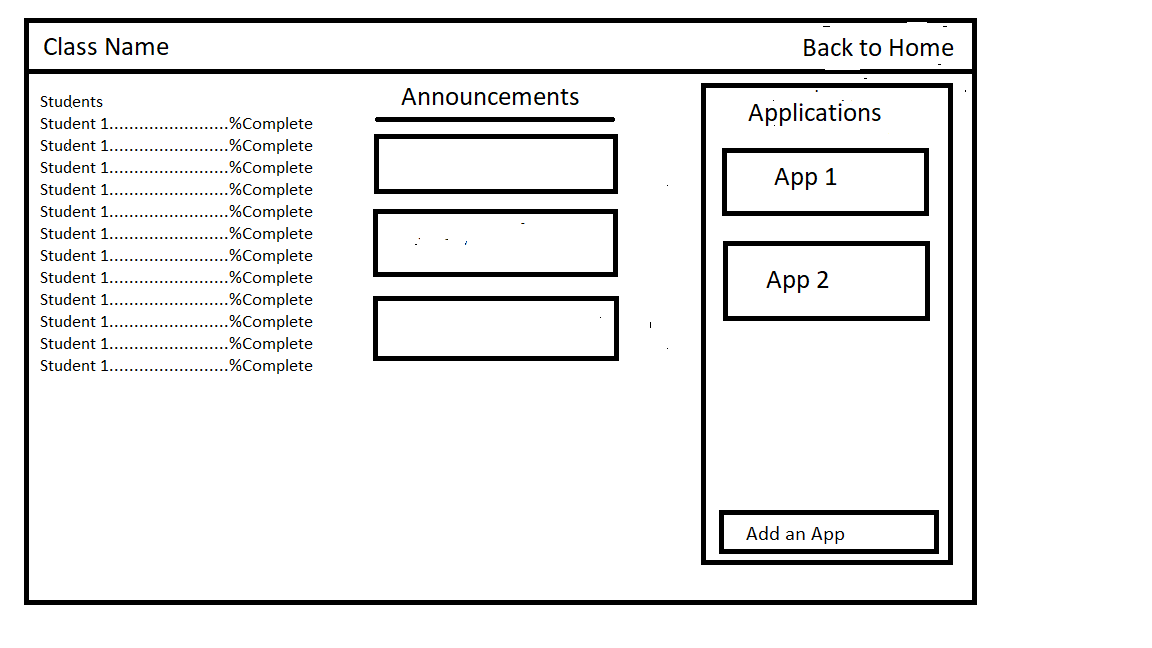 Class Name
Back to Home
Students
Student 1........................%Complete
Student 1........................%Complete
Student 1........................%Complete
Student 1........................%Complete
Student 1........................%Complete
Student 1........................%Complete
Student 1........................%Complete
Student 1........................%Complete
Student 1........................%Complete
Student 1........................%Complete
Student 1........................%Complete
Student 1........................%Complete
Announcements
Applications
App 1
App 2
Add an App